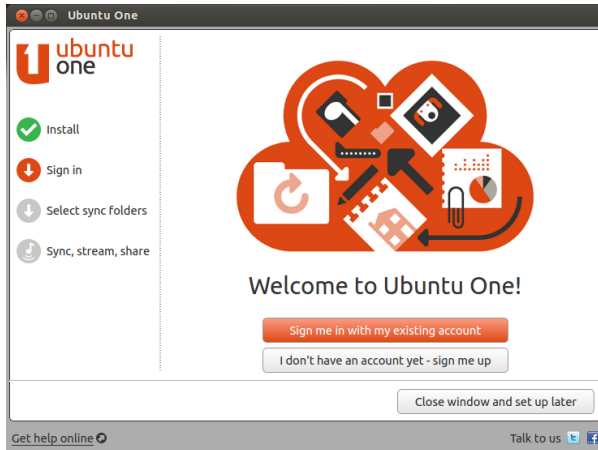 Ubuntu One
ubuntu
one
Install
Sign in
Select sync folders
Sync, stream, share
Welcome to Ubuntu One!
Sign me in with my existing account
I don't have an account yet - sign me up
Close window and set up later
Get help online
Talk to us